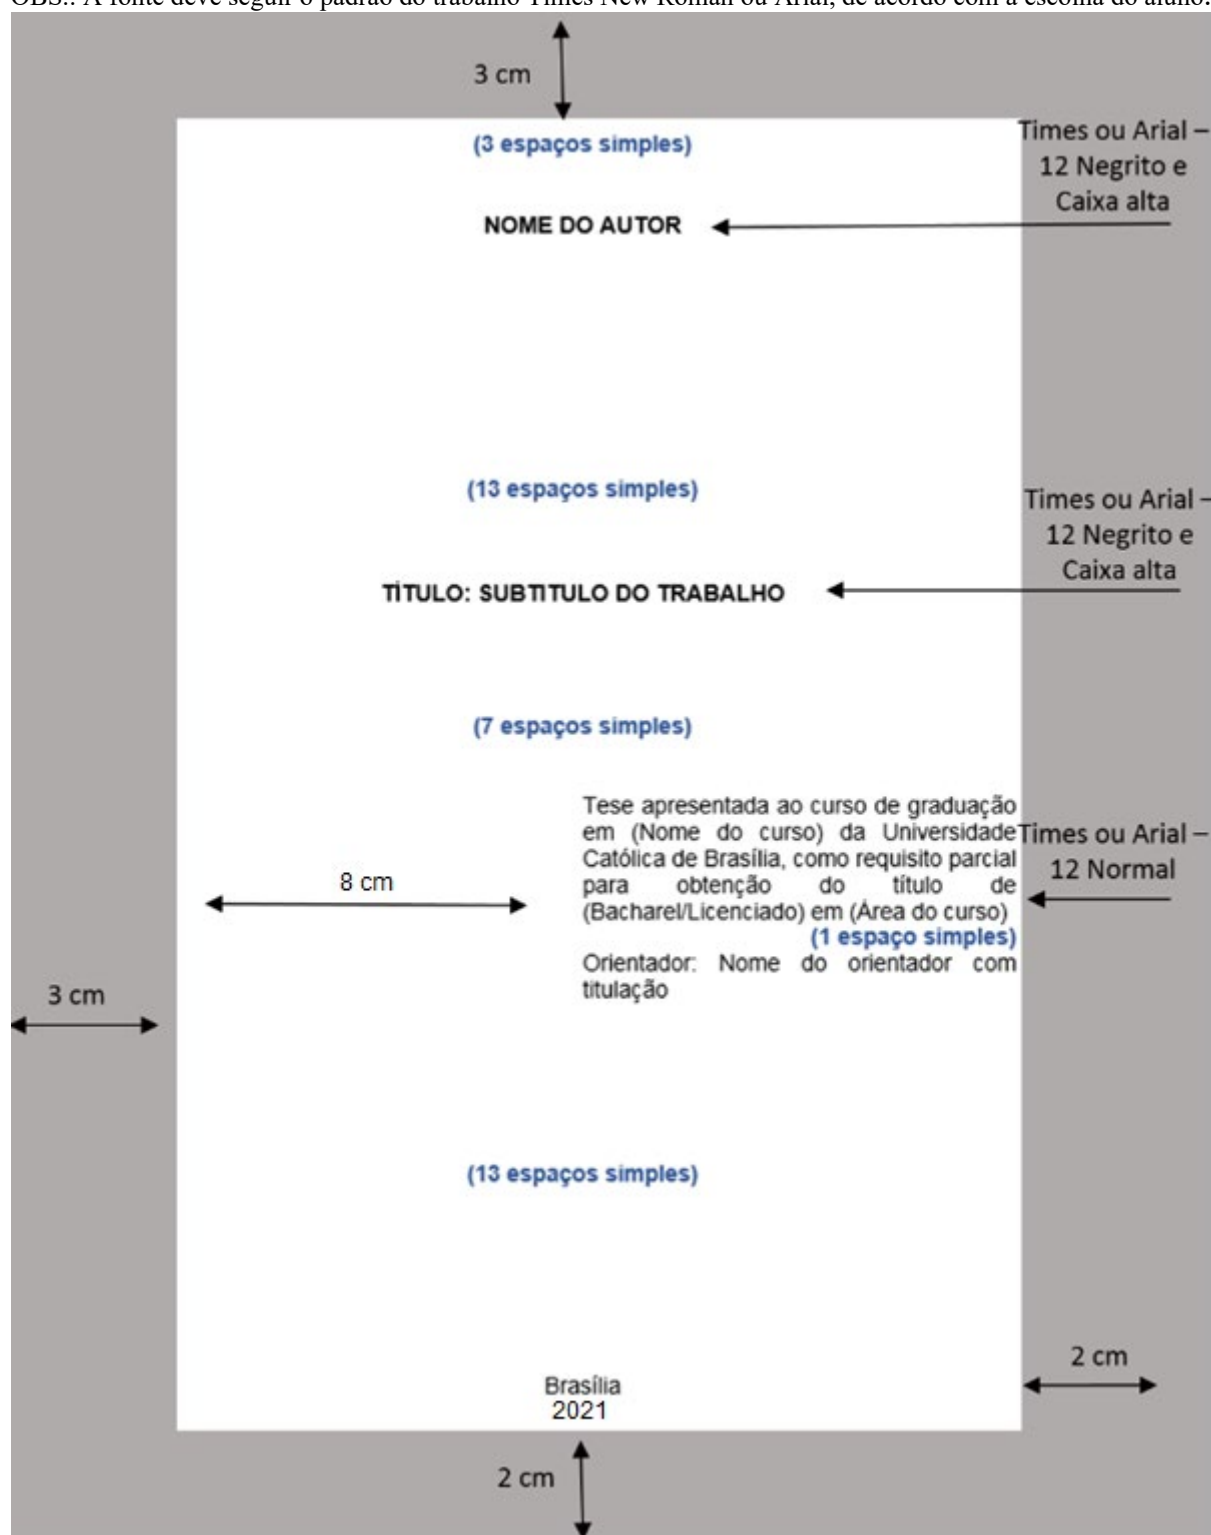 OBS.: A fonte deve seguir o padrão do trabalho Times New Roman ou Arial, de acordo com a escolha do aluno.
3 cm
(3 espaços simples)
Times ou Arial –
12 Negrito e
Caixa alta
NOME DO AUTOR
(13 espaços simples)
Times ou Arial –
12 Negrito e
Caixa alta
TÍTULO: SUBTITULO DO TRABALHO
(7 espaços simples)
Tese apresentada ao curso de graduação
em (Nome do curso) da Universidade
Católica de Brasília, como requisito parcial
para obtenção do título de
(Bacharel/Licenciado) em (Área do curso)
Times ou Arial –
12 Normal
8 cm
(1 espaço simples)
Orientador: Nome do orientador com
titulação
3 cm
(13 espaços simples)
2 cm
Brasília
2021
2 cm